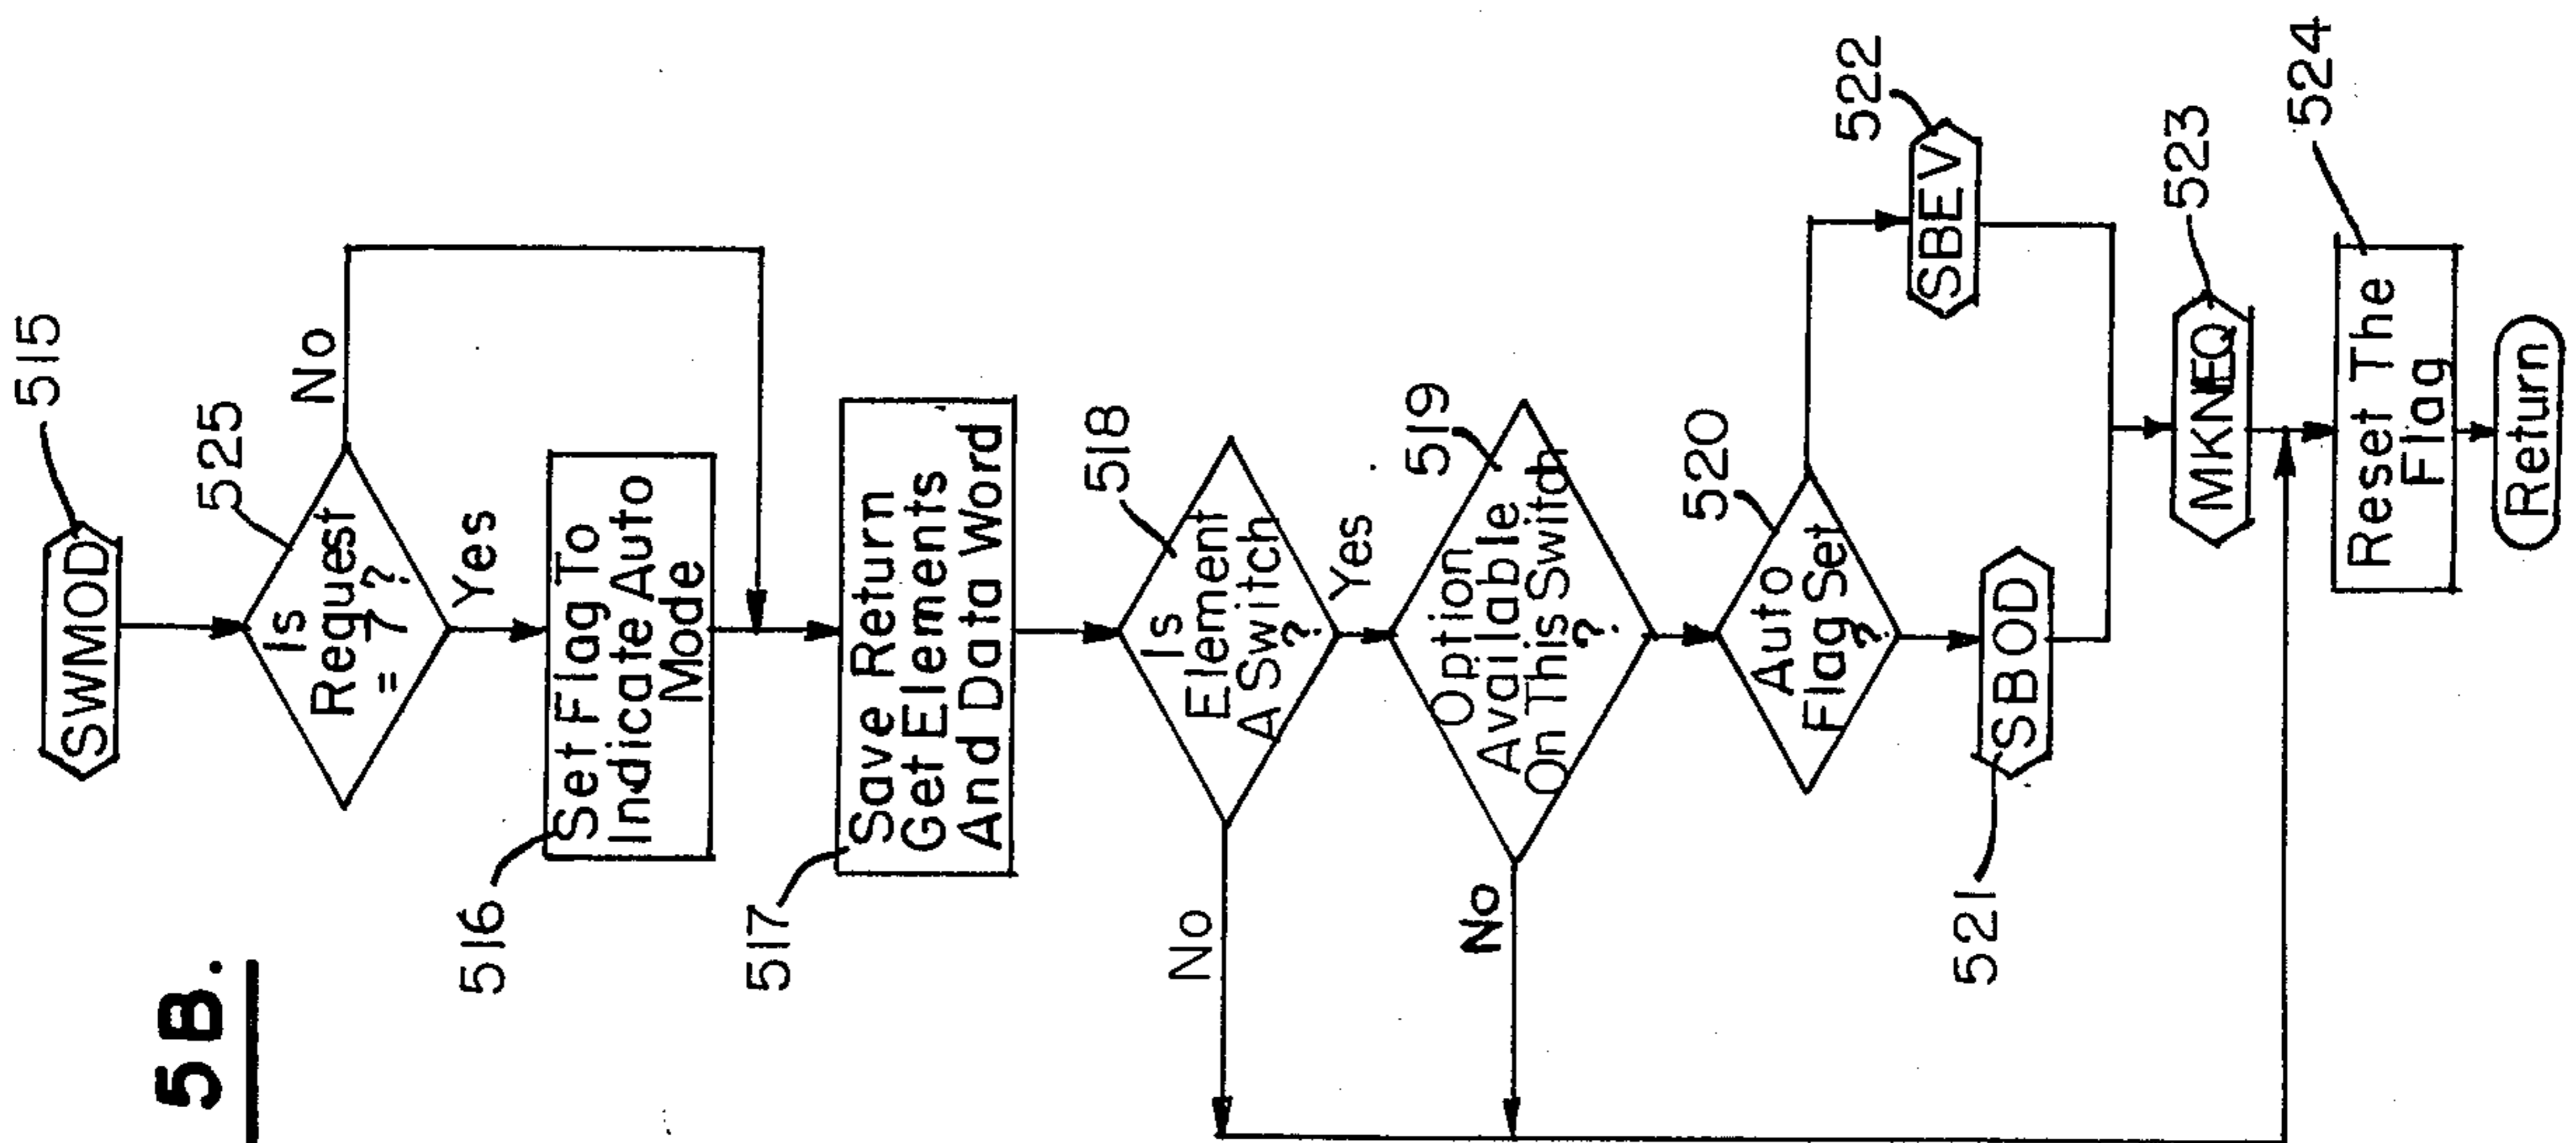 5B.
SWMOD
515
Is
Request
= 7 ?
525
No
Yes
Set Flag To
Indicate Auto
Mode
516
Save Return
Get Elements
And Data Word
517
Is
Element
A Switch
?
518
No
Yes
Option
Available
On This Switch
?
519
No
Auto
Flag Set
?
520
SBOD
521
SBEV
522
MKNEQ
523
Reset The
Flag
524
Return